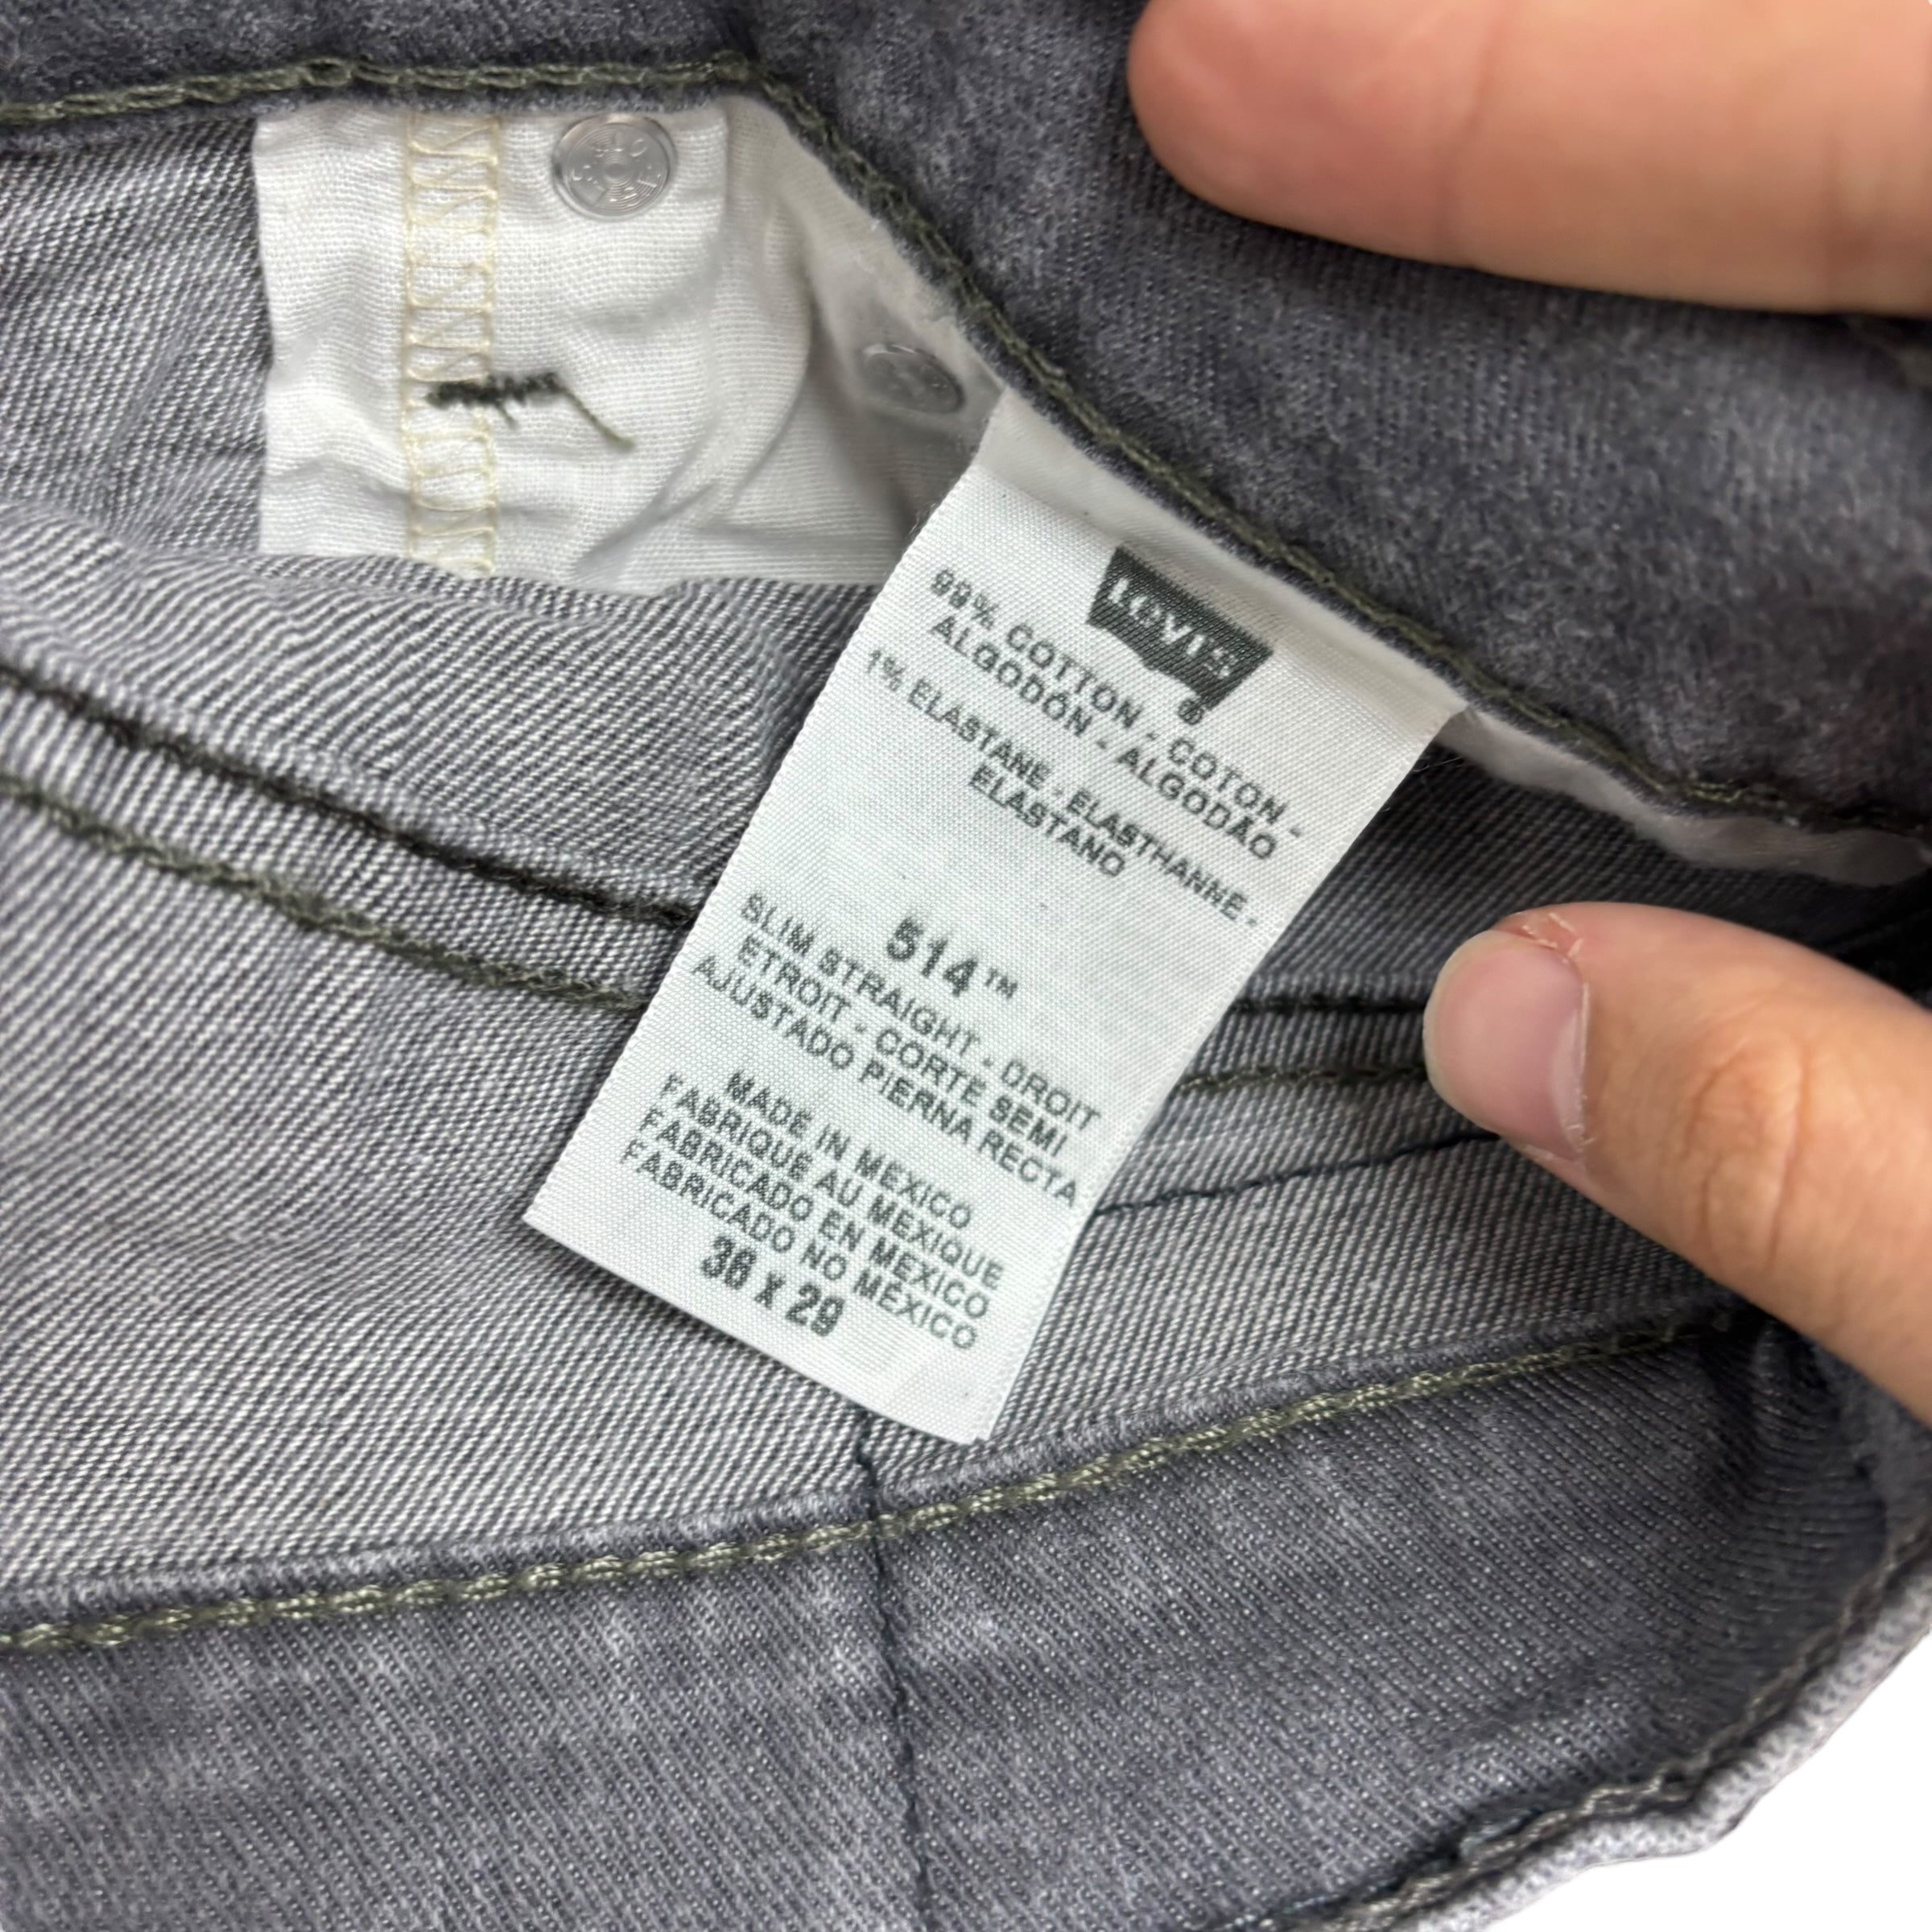 Levi's
®
99% COTTON - COTON -
ALGODÓN - ALGODÃO
1% ELASTANE - ELASTHANNE -
ELASTANO
514™
SLIM STRAIGHT - DROIT
ETROIT - CORTE SEMI
AJUSTADO PIERNA RECTA
MADE IN MEXICO
FABRIQUE AU MEXIQUE
FABRICADO EN MEXICO
FABRICADO NO MÉXICO
36 x 29